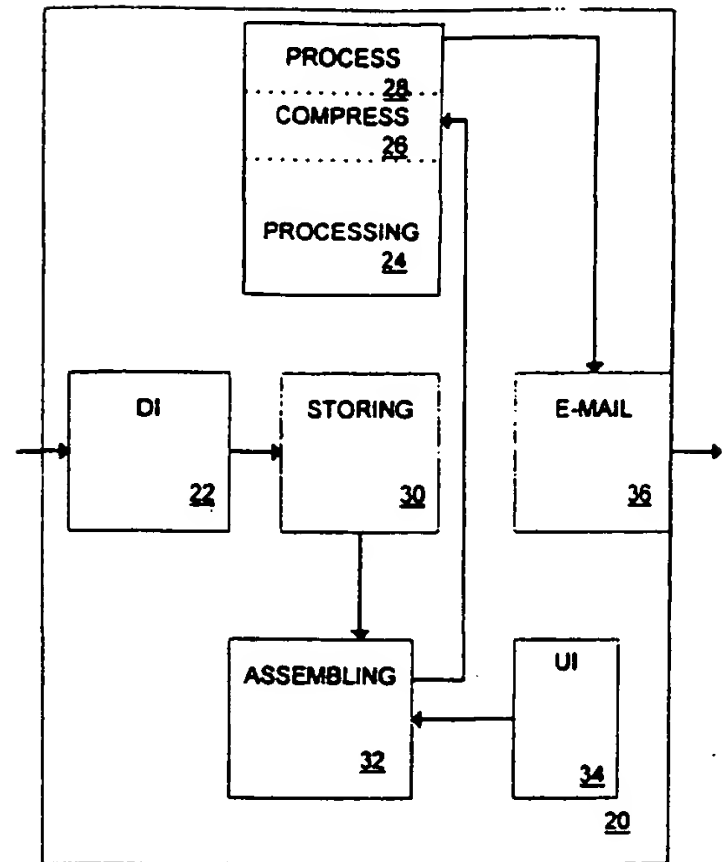 PROCESS
28
COMPRESS
26
PROCESSING
24
DI
22
STORING
30
E-MAIL
36
ASSEMBLING
32
UI
34
20